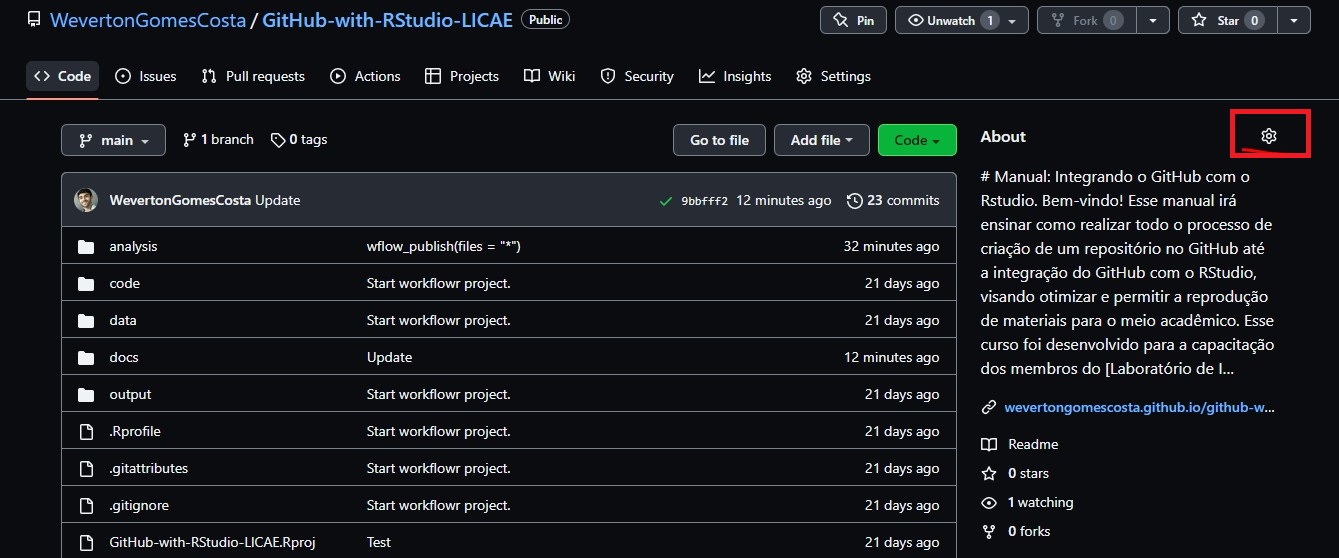 WevertonGomesCosta / GitHub-with-RStudio-LICAE Public
Pin Unwatch 1 Fork 0 Star 0
Code Issues Pull requests Actions Projects Wiki Security Insights Settings
main 1 branch 0 tags Go to file Add file Code
WevertonGomesCosta Update 9bbfff2 12 minutes ago 23 commits
analysis wflow_publish(files = "*") 32 minutes ago
code Start workflowr project. 21 days ago
data Start workflowr project. 21 days ago
docs Update 12 minutes ago
output Start workflowr project. 21 days ago
.Rprofile Start workflowr project. 21 days ago
.gitattributes Start workflowr project. 21 days ago
.gitignore Start workflowr project. 21 days ago
GitHub-with-RStudio-LICAE.Rproj Test 21 days ago
About
# Manual: Integrando o GitHub com o
Rstudio. Bem-vindo! Esse manual irá
ensinar como realizar todo o processo de
criação de um repositório no GitHub até
a integração do GitHub com o RStudio,
visando otimizar e permitir a reprodução
de materiais para o meio acadêmico. Esse
curso foi desenvolvido para a capacitação
dos membros do [Laboratório de I...
wevertongomescosta.github.io/github-w...
Readme
0 stars
1 watching
0 forks